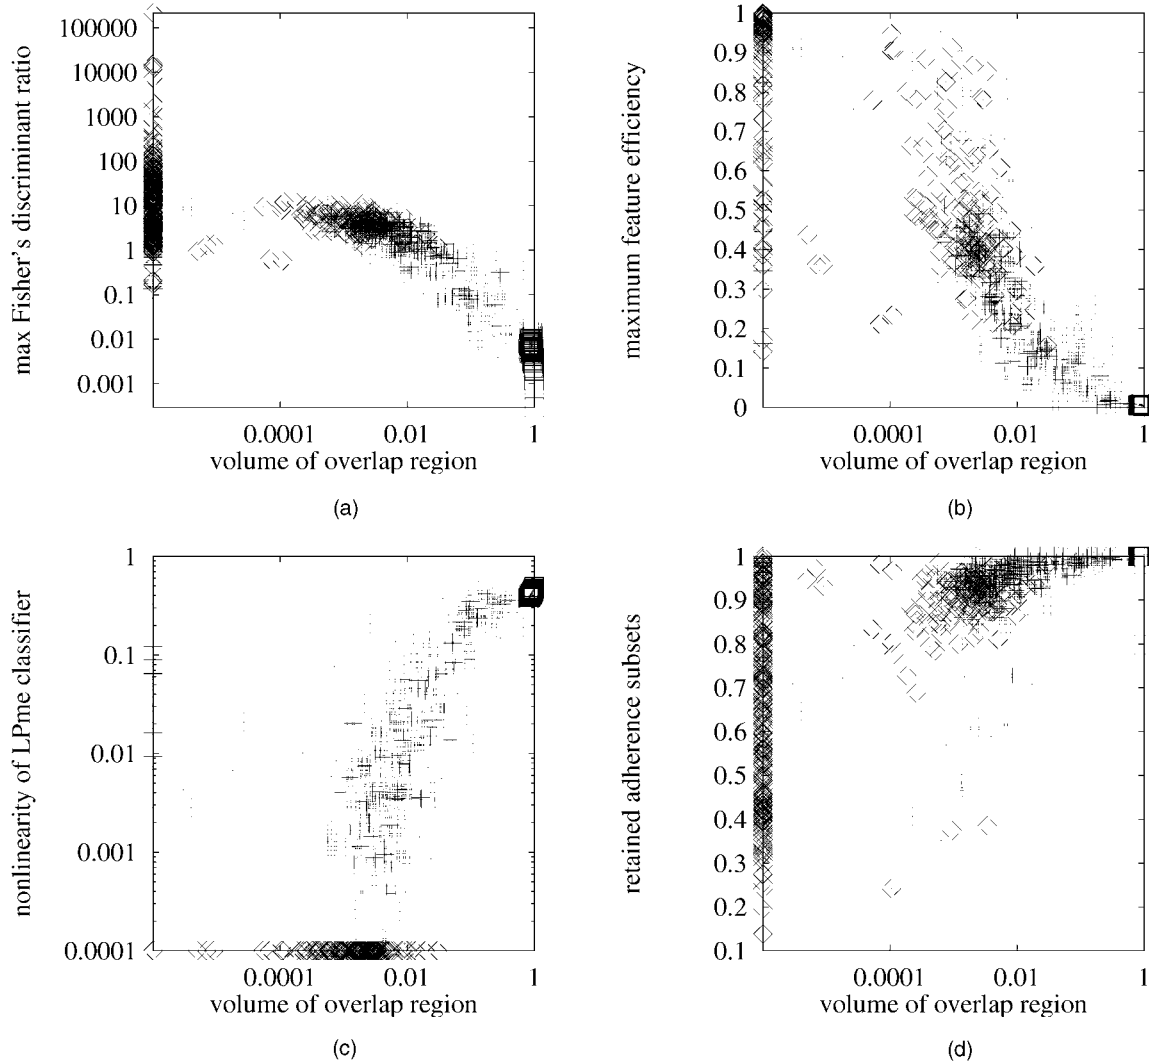 100000
10000
1000
100
10
1
0.1
0.01
0.001
max Fisher's discriminant ratio
0.0001 0.01 1
volume of overlap region
(a)
1
0.9
0.8
0.7
0.6
0.5
0.4
0.3
0.2
0.1
0
maximum feature efficiency
0.0001 0.01 1
volume of overlap region
(b)
1
0.1
0.01
0.001
0.0001
nonlinearity of LPme classifier
0.0001 0.01 1
volume of overlap region
(c)
1
0.9
0.8
0.7
0.6
0.5
0.4
0.3
0.2
0.1
retained adherence subsets
0.0001 0.01 1
volume of overlap region
(d)